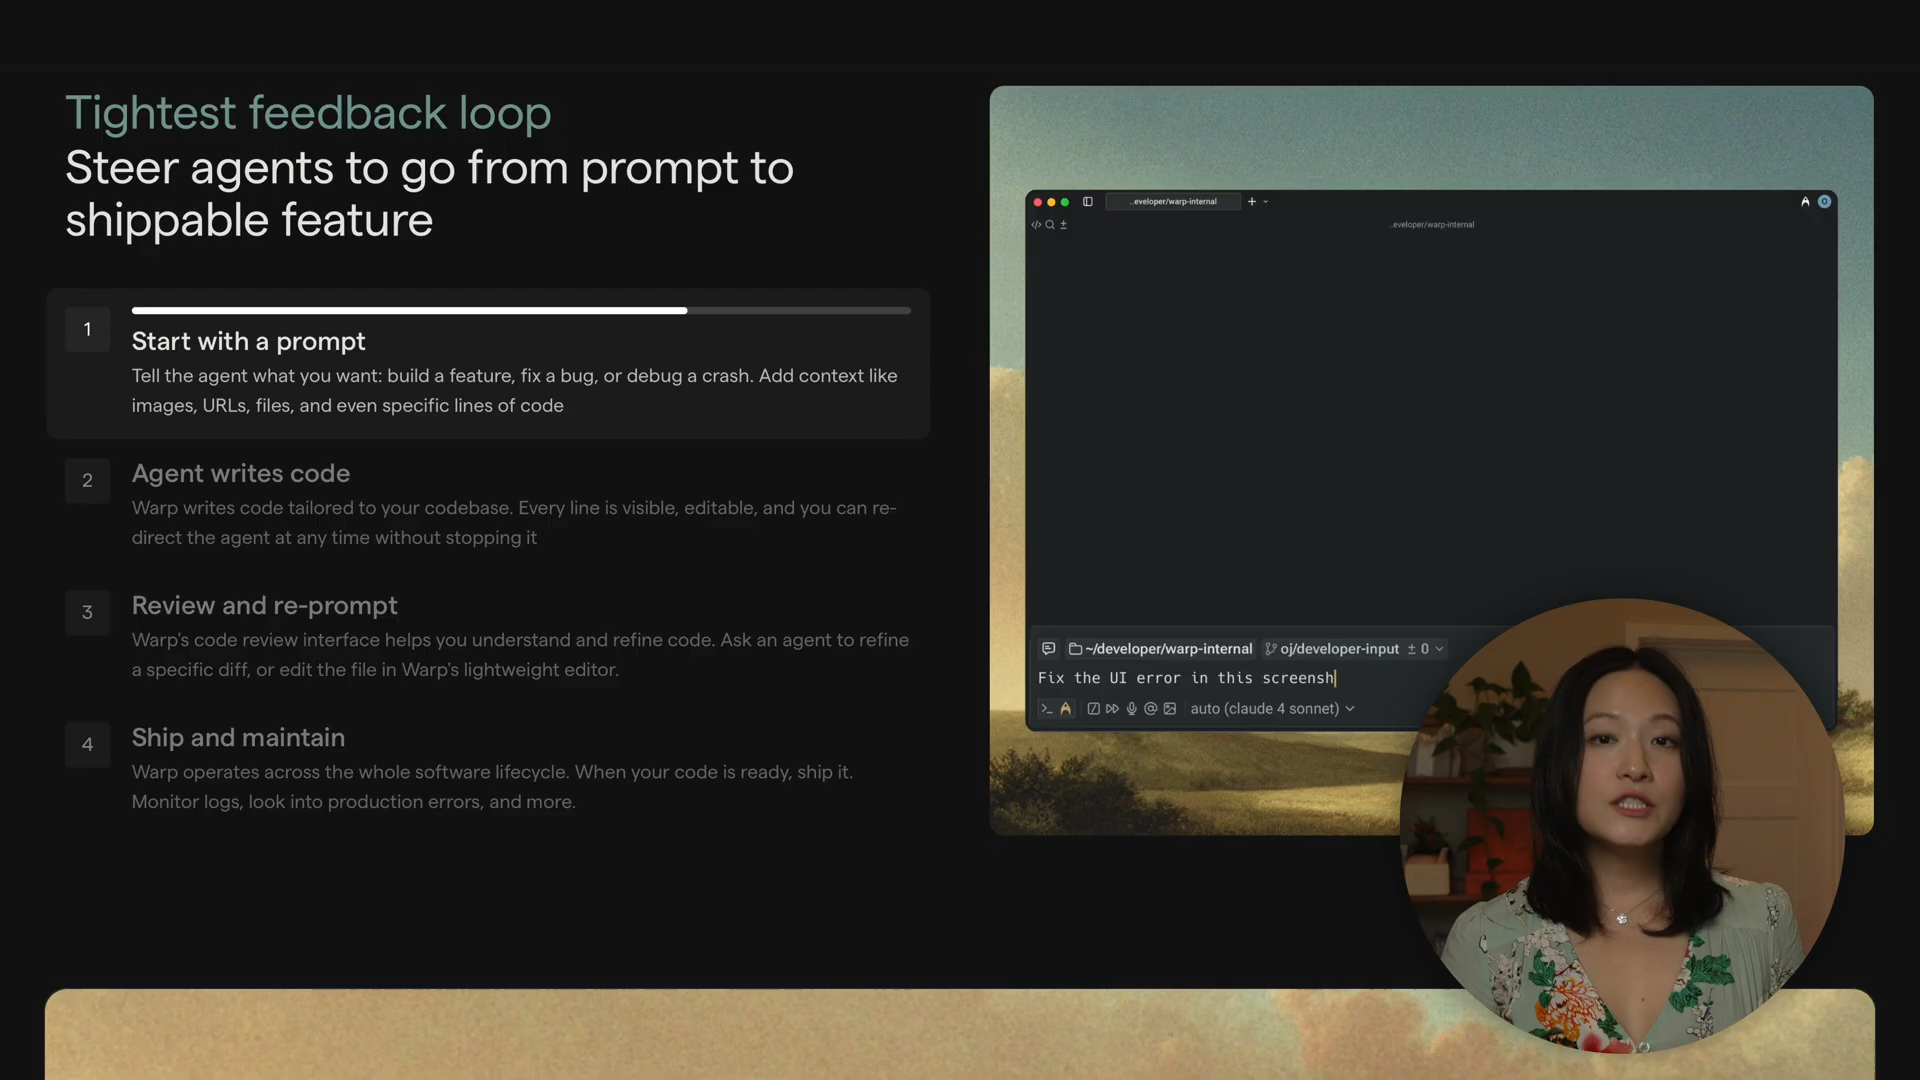 Tightest feedback loop
Steer agents to go from prompt to
shippable feature
1
Start with a prompt
Tell the agent what you want: build a feature, fix a bug, or debug a crash. Add context like
images, URLs, files, and even specific lines of code
2
Agent writes code
Warp writes code tailored to your codebase. Every line is visible, editable, and you can re-
direct the agent at any time without stopping it
3
Review and re-prompt
Warp's code review interface helps you understand and refine code. Ask an agent to refine
a specific diff, or edit the file in Warp's lightweight editor.
4
Ship and maintain
Warp operates across the whole software lifecycle. When your code is ready, ship it.
Monitor logs, look into production errors, and more.
..eveloper/warp-internal
O
..eveloper/warp-internal
~/developer/warp-internal oj/developer-input ± 0
Fix the UI error in this screensh
auto (claude 4 sonnet)